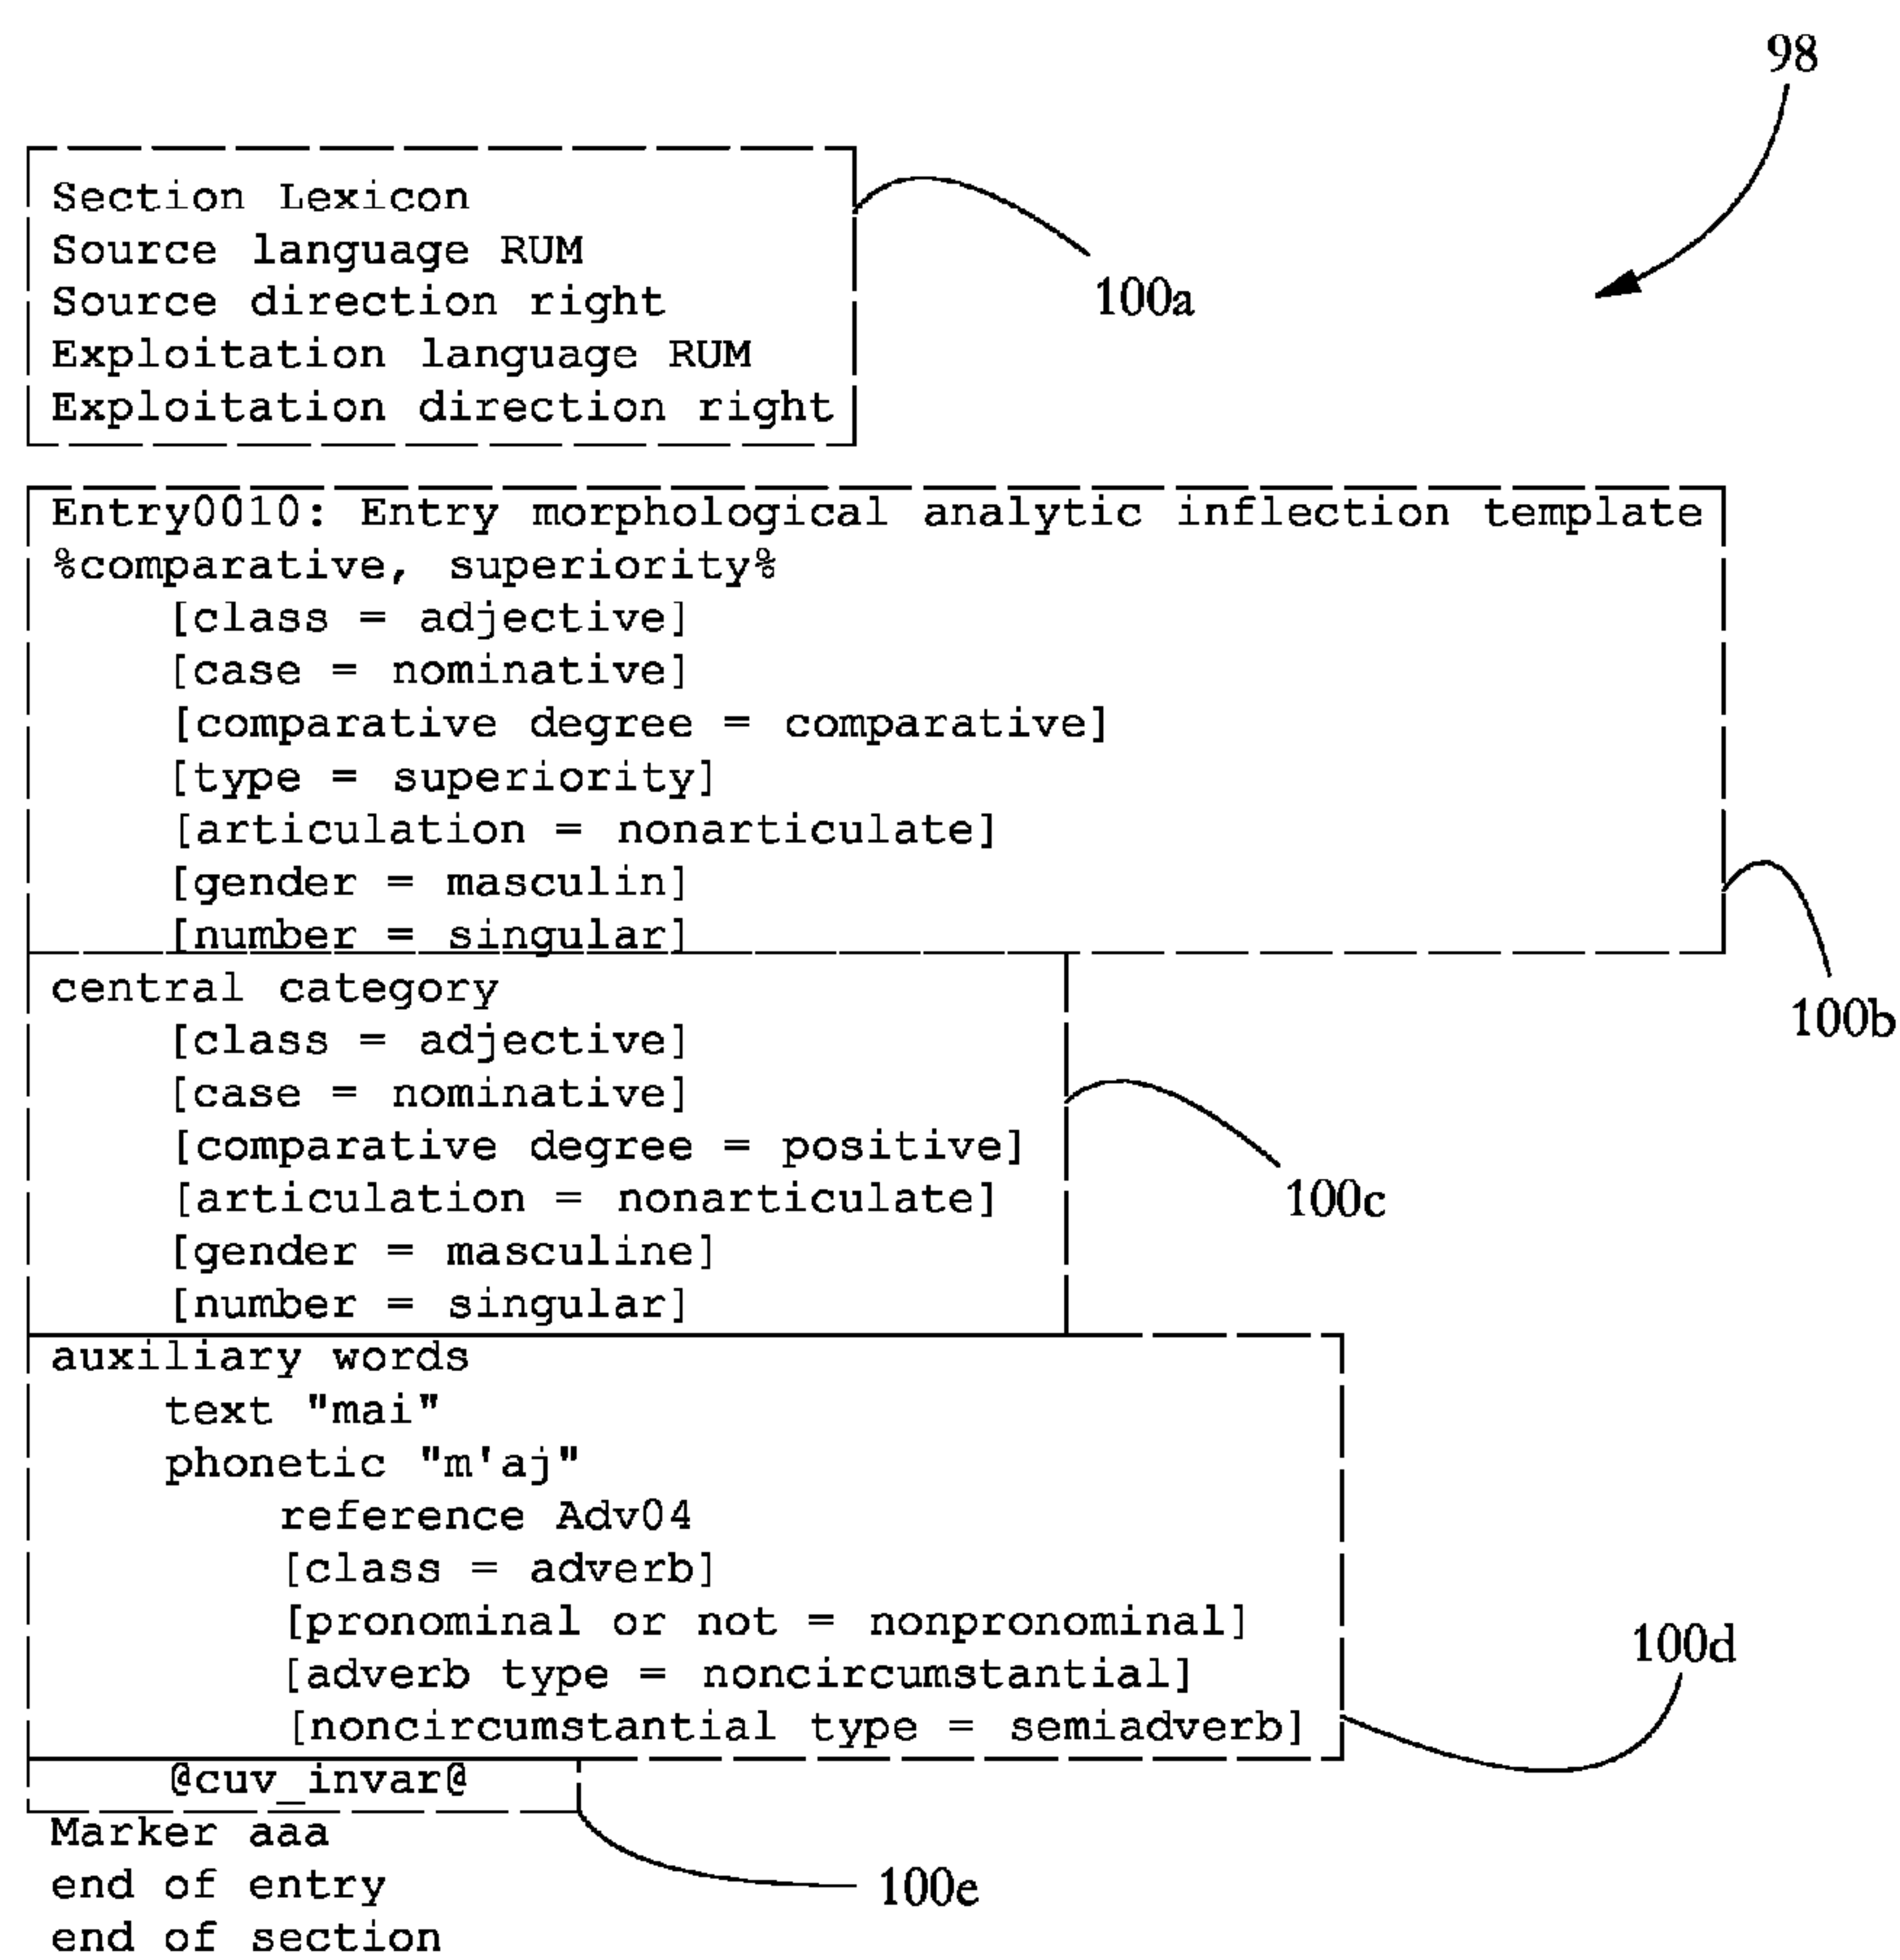 98
Section Lexicon
Source language RUM
Source direction right
Exploitation language RUM
Exploitation direction right
100a
Entry0010: Entry morphological analytic inflection template
%comparative, superiority%
[class = adjective]
[case = nominative]
[comparative degree = comparative]
[type = superiority]
[articulation = nonarticulate]
[gender = masculin]
[number = singular]
100b
central category
[class = adjective]
[case = nominative]
[comparative degree = positive]
[articulation = nonarticulate]
[gender = masculine]
[number = singular]
100c
auxiliary words
text "mai"
phonetic "m'aj"
reference Adv04
[class = adverb]
[pronominal or not = nonpronominal]
[adverb type = noncircumstantial]
[noncircumstantial type = semiadverb]
100d
@cuv_invar@
100e
Marker aaa
end of entry
end of section